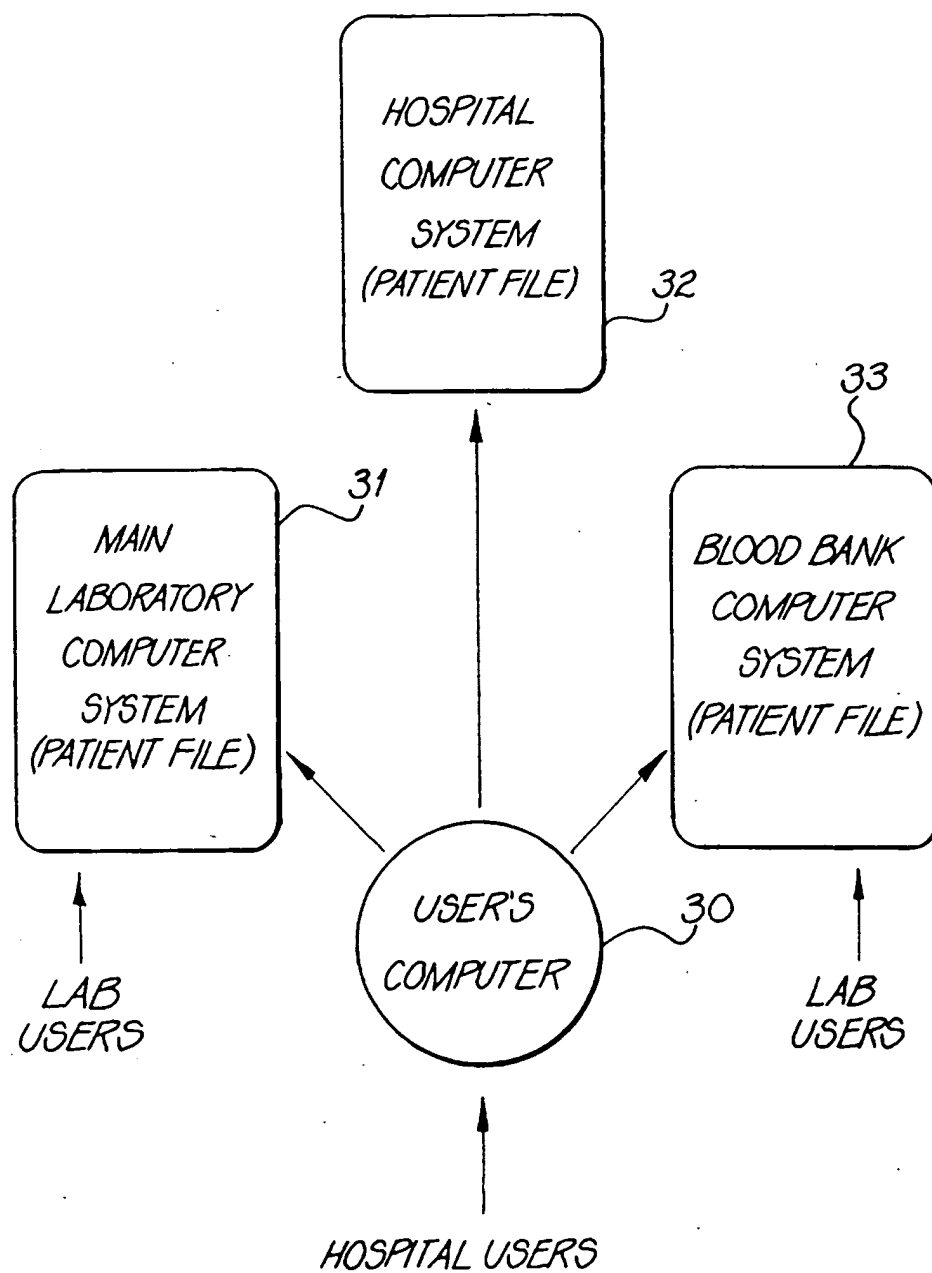 HOSPITAL
COMPUTER
SYSTEM
(PATIENT FILE)
32
33
31
MAIN
LABORATORY
COMPUTER
SYSTEM
(PATIENT FILE)
BLOOD BANK
COMPUTER
SYSTEM
(PATIENT FILE)
USER'S
COMPUTER
30
LAB
USERS
LAB
USERS
HOSPITAL USERS